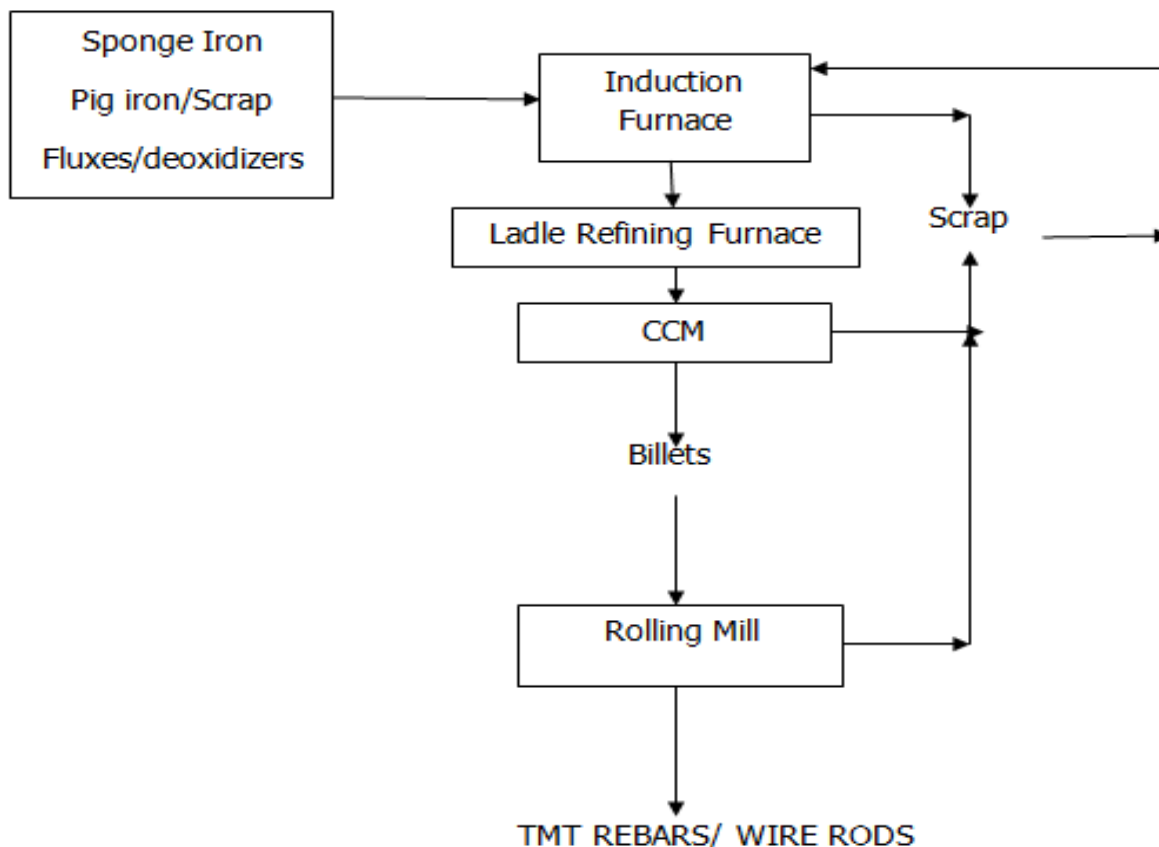 Sponge Iron
Pig iron/Scrap
Fluxes/deoxidizers
Induction
Furnace
Ladle Refining Furnace
Scrap
CCM
Billets
Rolling Mill
TMT REBARS/ WIRE RODS